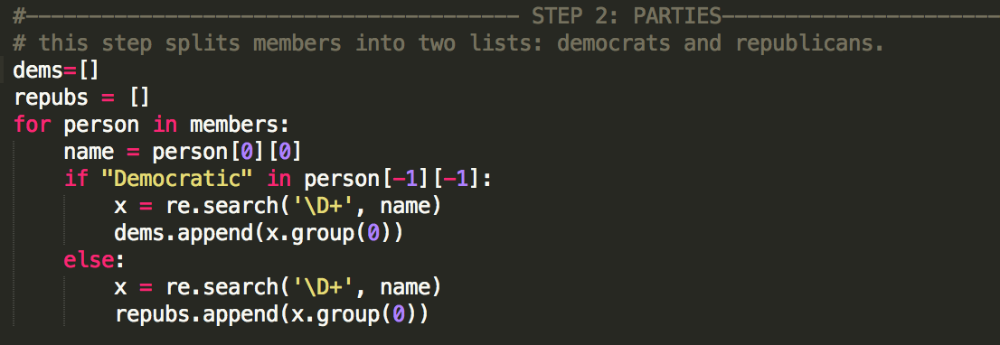 #--------------------------------------- STEP 2: PARTIES----------------------
# this step splits members into two lists: democrats and republicans.
dems=[]
repubs = []
for person in members:
    name = person[0][0]
    if "Democratic" in person[-1][-1]:
        x = re.search('\D+', name)
        dems.append(x.group(0))
    else:
        x = re.search('\D+', name)
        repubs.append(x.group(0))